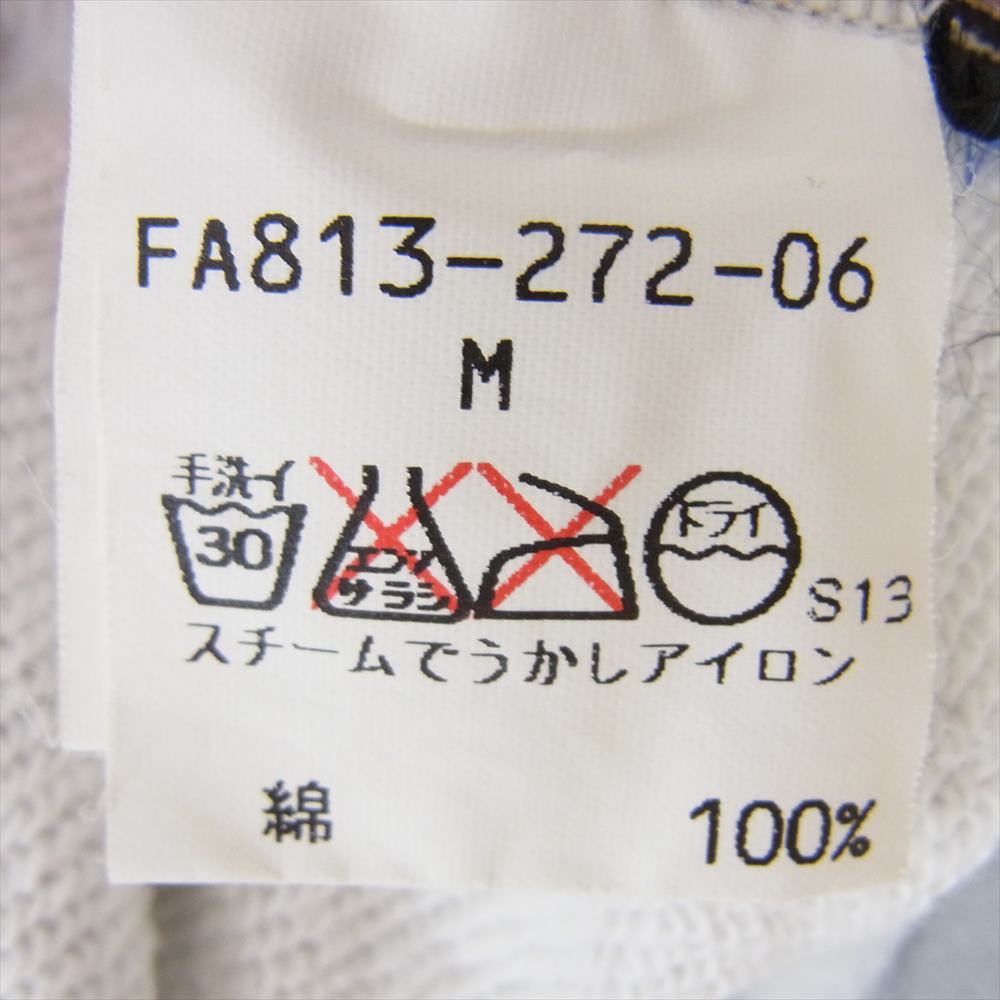 FA813-272-06
M
手洗イ
30
エンソ
サラシ
ドライ
S13
スチームでうかしアイロン
綿 100%